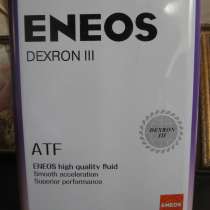 ENEOS
DEXRON III
ATF
ENEOS high quality fluid
Smooth acceleration
Superior performance
DEXRON
III
ENEOS